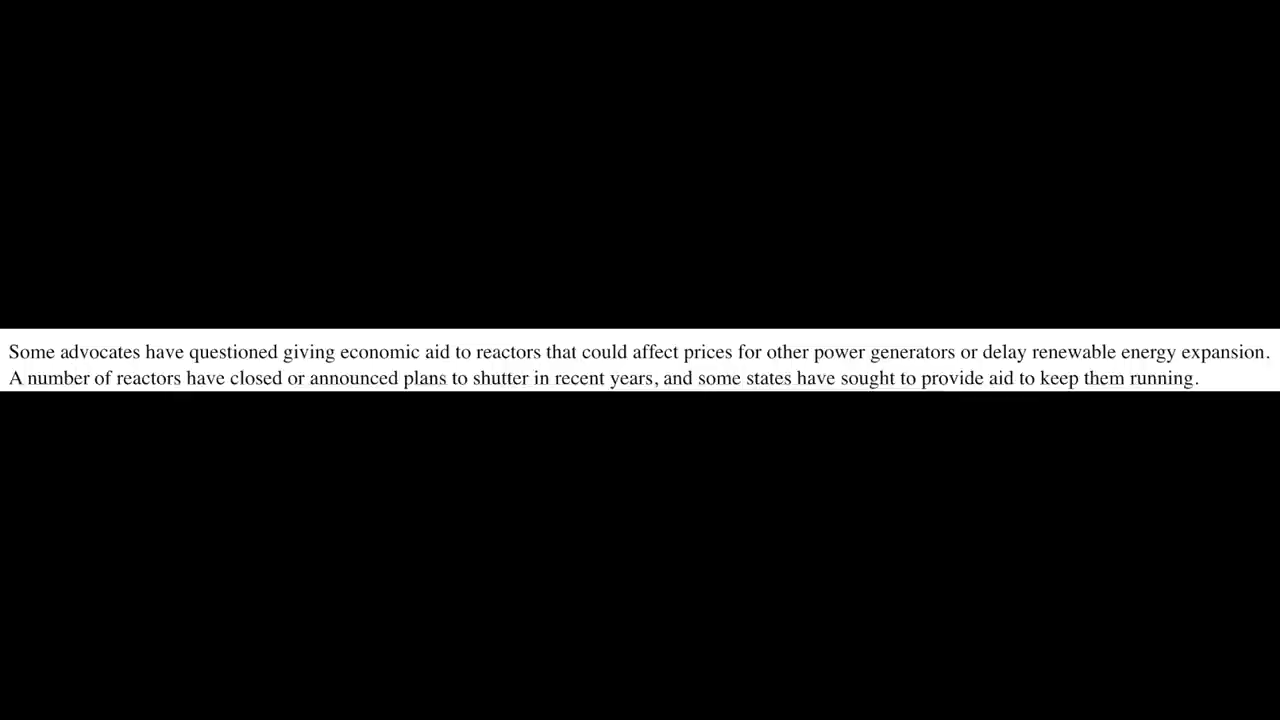 Some advocates have questioned giving economic aid to reactors that could affect prices for other power generators or delay renewable energy expansion.
A number of reactors have closed or announced plans to shutter in recent years, and some states have sought to provide aid to keep them running.